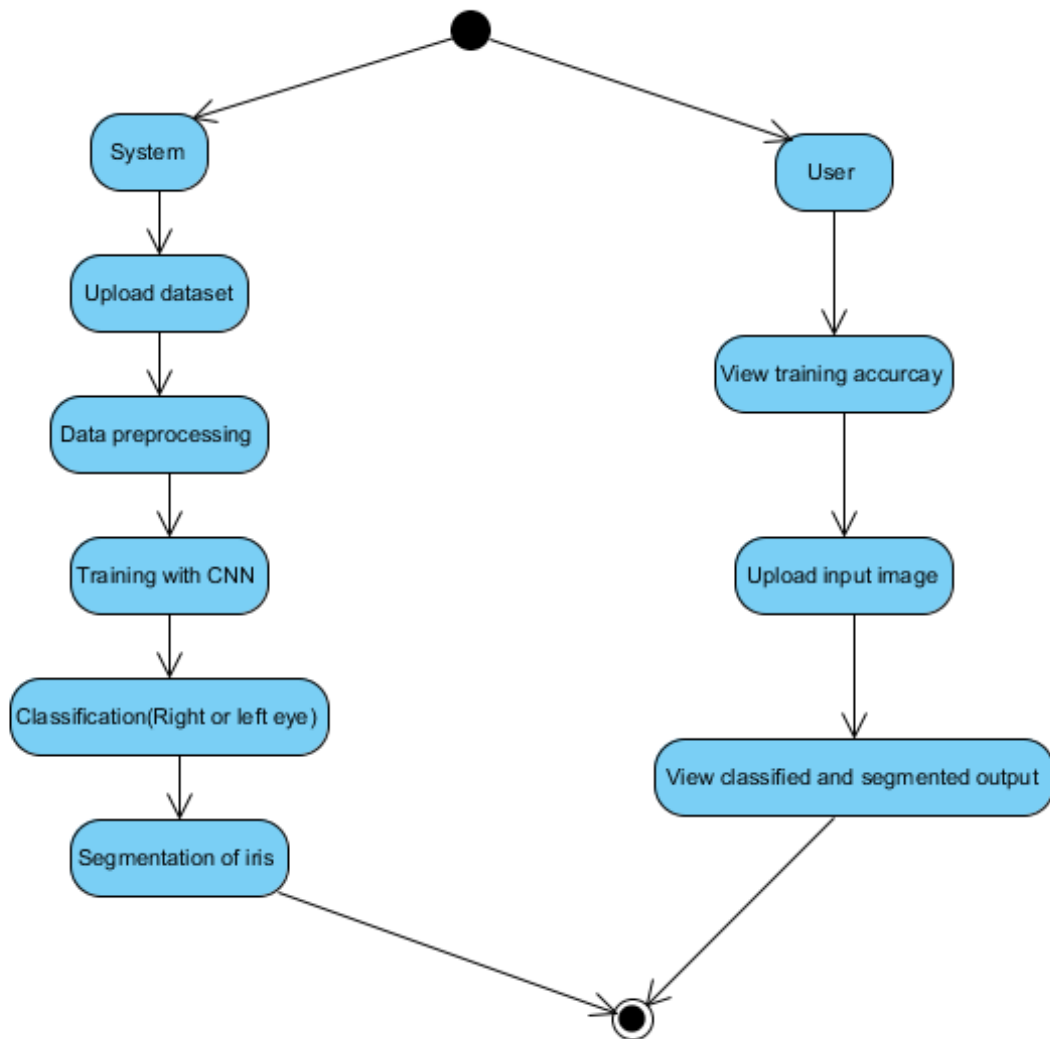 System
Upload dataset
Data preprocessing
Training with CNN
Classification(Right or left eye)
Segmentation of iris
User
View training accurcay
Upload input image
View classified and segmented output